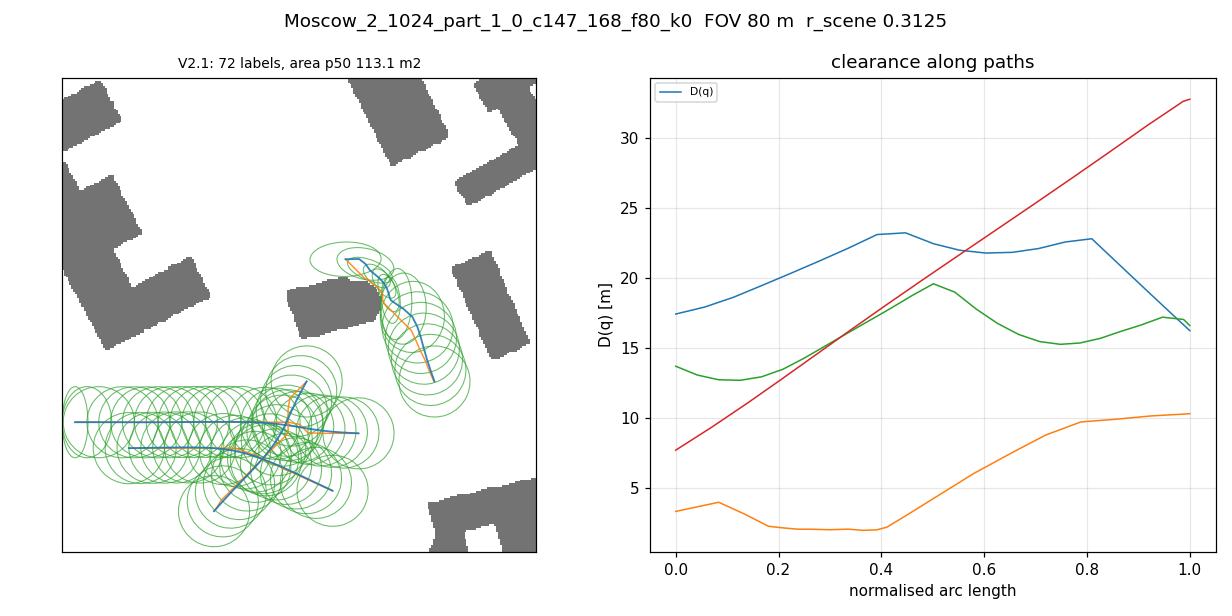 Moscow_2_1024_part_1_0_c147_168_f80_k0  FOV 80 m  r_scene 0.3125
V2.1: 72 labels, area p50 113.1 m2
clearance along paths
D(q)
30
25
20
15
10
5
D(q) [m]
0.0 0.2 0.4 0.6 0.8 1.0
normalised arc length